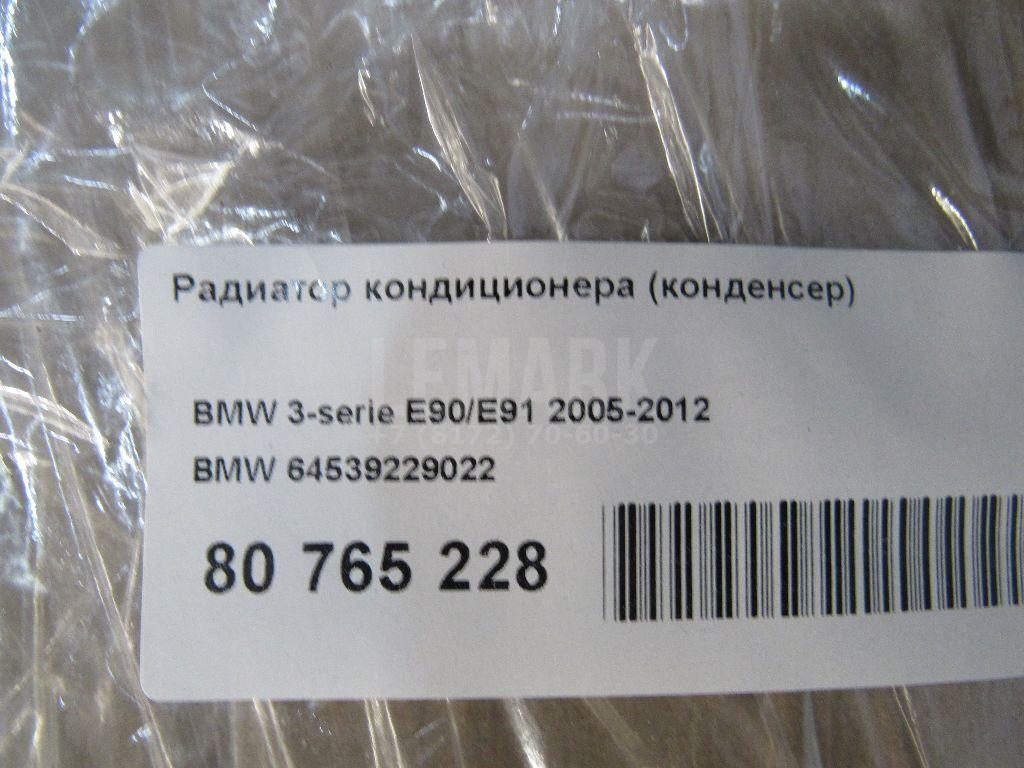 Радиатор кондиционера (конденсер)
LEMARK
BMW 3-serie E90/E91 2005-2012
+7 (8172) 70-60-30
BMW 64539229022
80 765 228